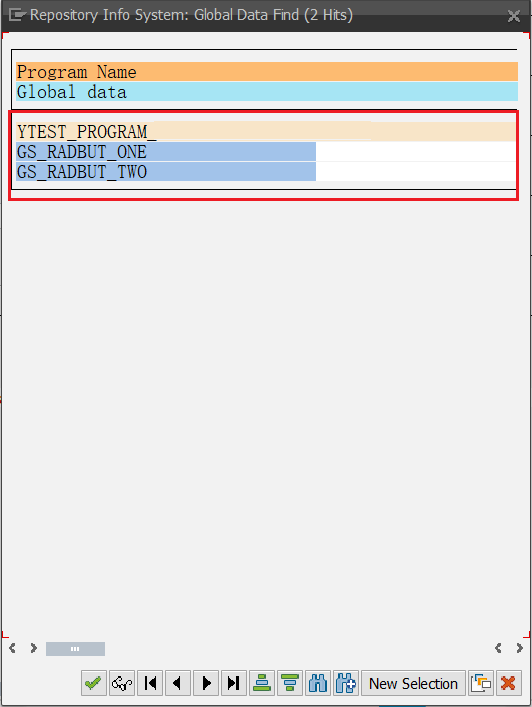 Repository Info System: Global Data Find (2 Hits)
Program Name
Global data
YTEST_PROGRAM_
GS_RADBUT_ONE
GS_RADBUT_TWO
New Selection